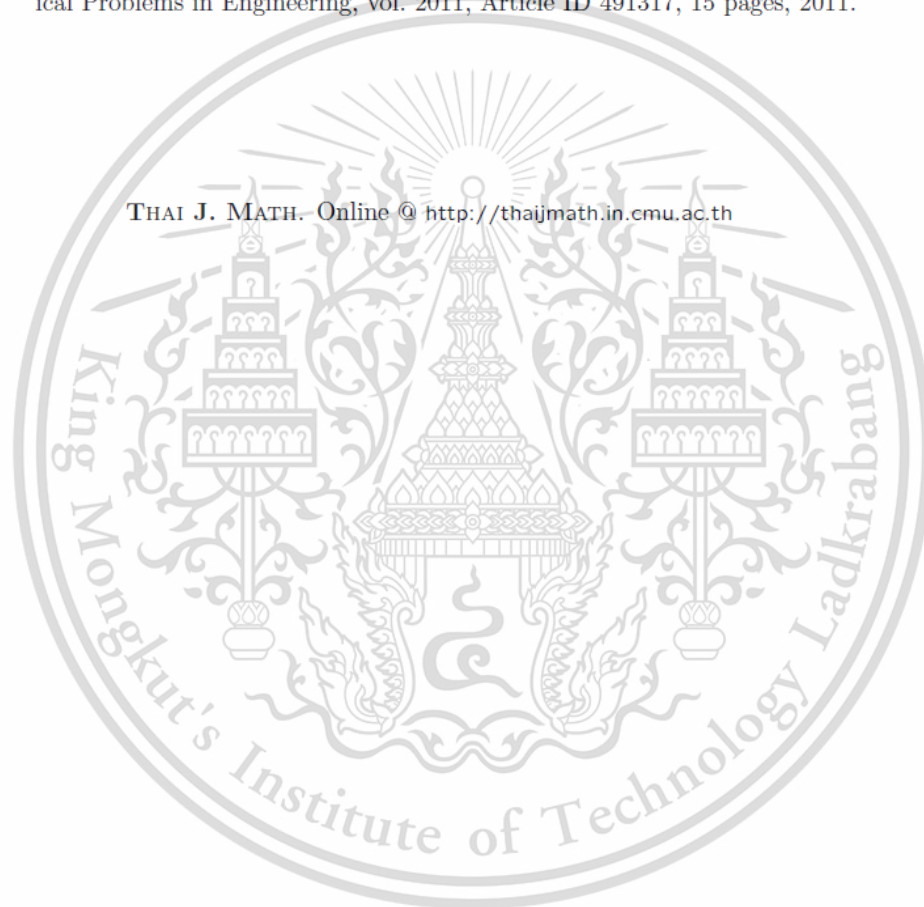 ical Problems in Engineering, vol. 2011, Article ID 491317, 15 pages, 2011.
THAI J. MATH. Online @ http://thaijmath.in.cmu.ac.th
King Mongkut's Institute of Technology Ladkrabang